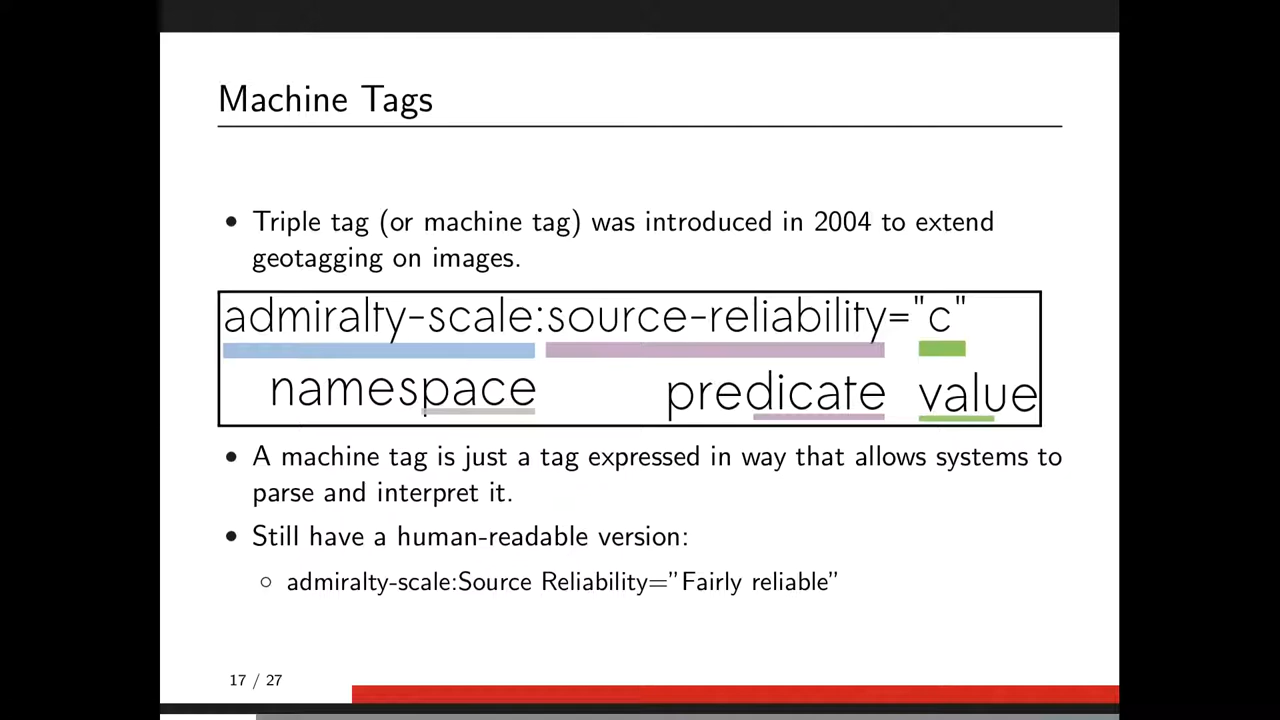 Machine Tags
• Triple tag (or machine tag) was introduced in 2004 to extend
geotagging on images.
admiralty-scale:source-reliability="c"
namespace predicate value
• A machine tag is just a tag expressed in way that allows systems to
parse and interpret it.
• Still have a human-readable version:
○ admiralty-scale:Source Reliability=”Fairly reliable”
17 / 27